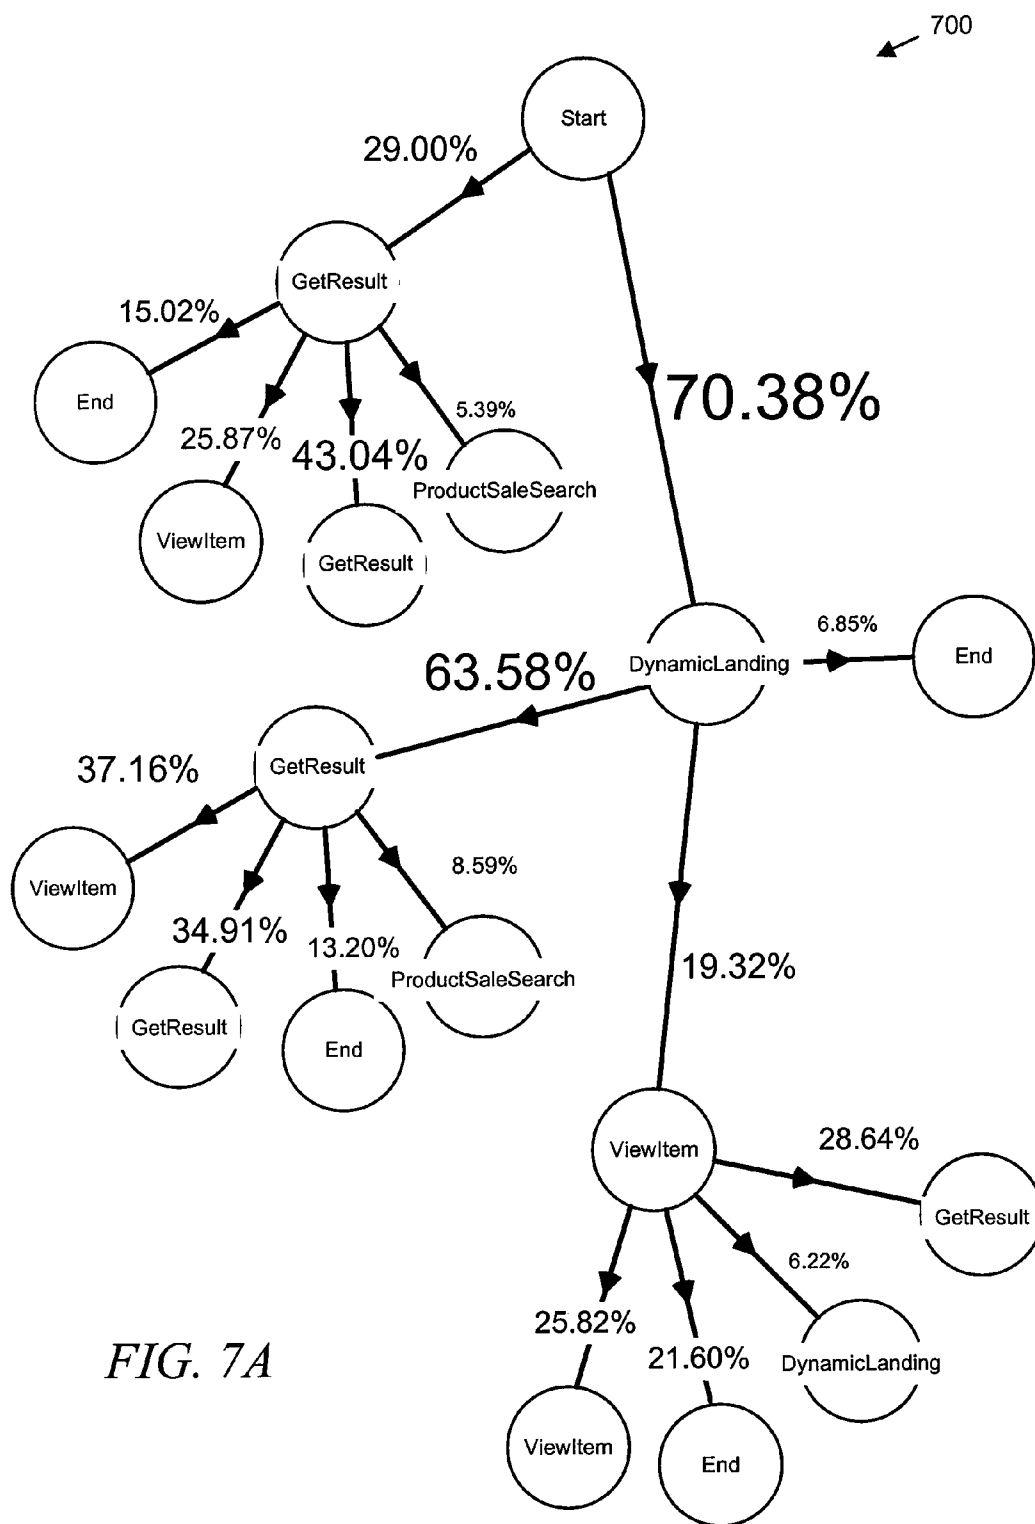 700
Start
29.00%
GetResult
15.02%
End
70.38%
5.39%
25.87%
43.04%
ProductSaleSearch
ViewItem
GetResult
6.85%
End
DynamicLanding
63.58%
GetResult
37.16%
8.59%
ViewItem
34.91%
13.20%
19.32%
ProductSaleSearch
GetResult
End
28.64%
ViewItem
GetResult
6.22%
25.82%
21.60%
DynamicLanding
FIG. 7A
ViewItem
End